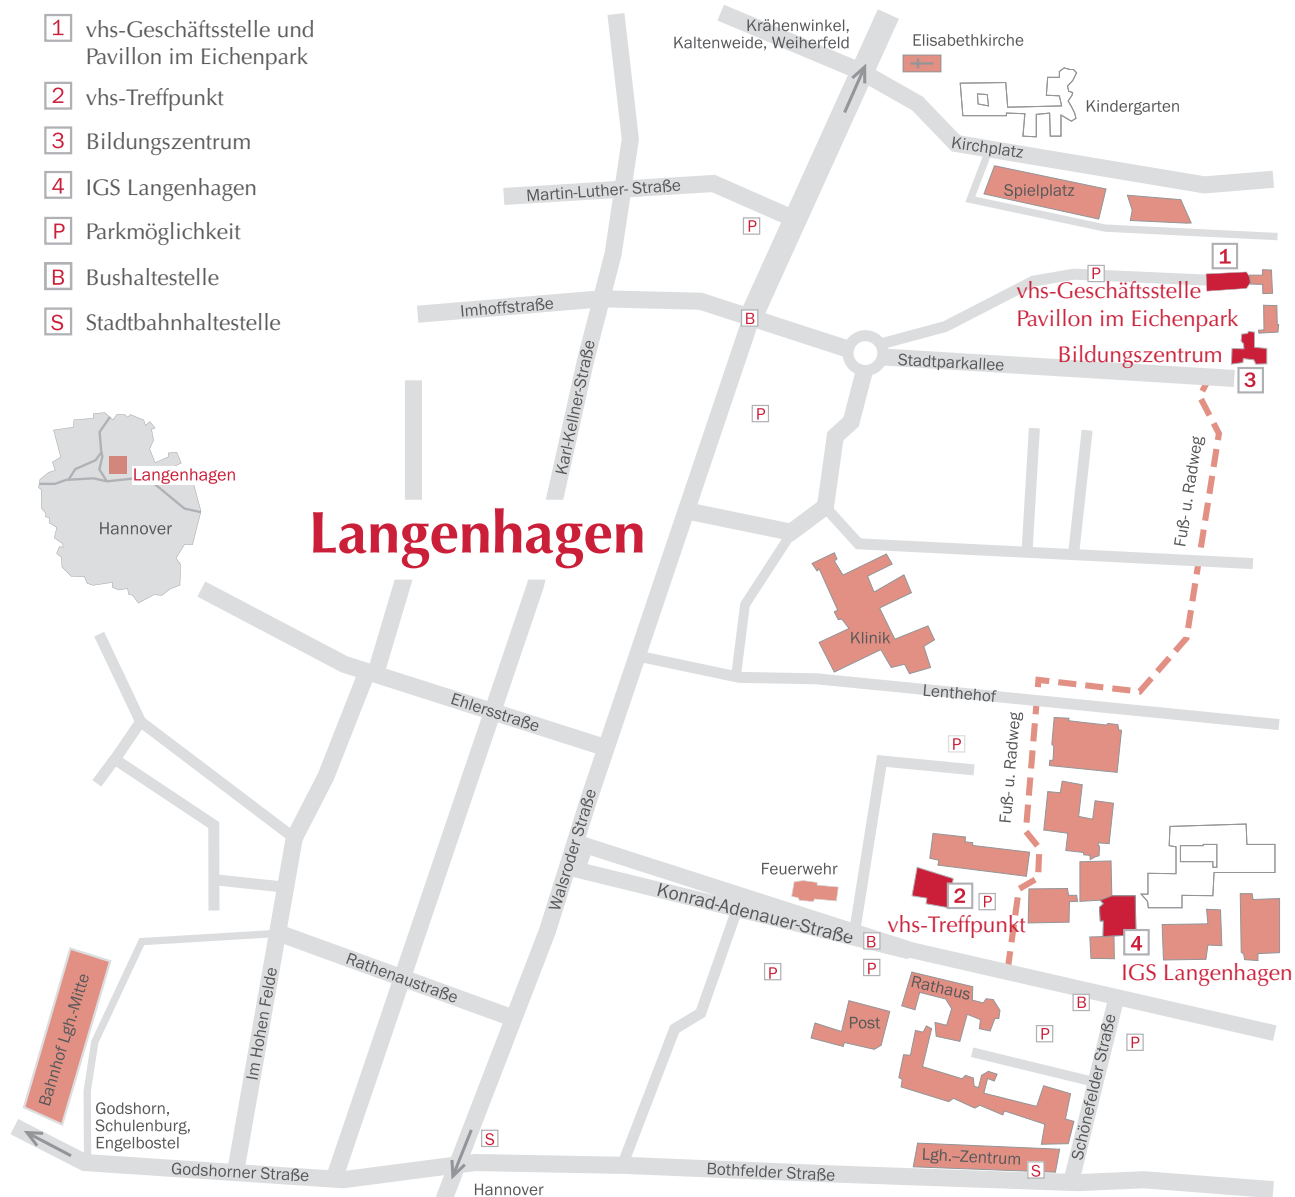 1 vhs-Geschäftsstelle und
Pavillon im Eichenpark
2 vhs-Treffpunkt
3 Bildungszentrum
4 IGS Langenhagen
P Parkmöglichkeit
B Bushaltestelle
S Stadtbahnhaltestelle
Krähenwinkel,
Kaltenweide, Weiherfeld
Elisabethkirche
Kindergarten
Kirchplatz
Spielplatz
Martin-Luther- Straße
P
1
P
vhs-Geschäftsstelle
Pavillon im Eichenpark
Imhoffstraße
B
Bildungszentrum
Stadtparkallee
3
Karl-Kellner-Straße
P
Langenhagen
Hannover
Langenhagen
Fuß- u. Radweg
Klinik
Lenthehof
Ehlersstraße
P
Fuß- u. Radweg
Walsroder Straße
Feuerwehr
Konrad-Adenauer-Straße
2
P
vhs-Treffpunkt
B
4
IGS Langenhagen
P
P
Rathenaustraße
Im Hohen Felde
Bahnhof Lgh.-Mitte
Rathaus
B
Post
P
P
Schönefelder Straße
Godshorn,
Schulenburg,
Engelbostel
S
Lgh.–Zentrum
S
Godshorner Straße
Bothfelder Straße
Hannover